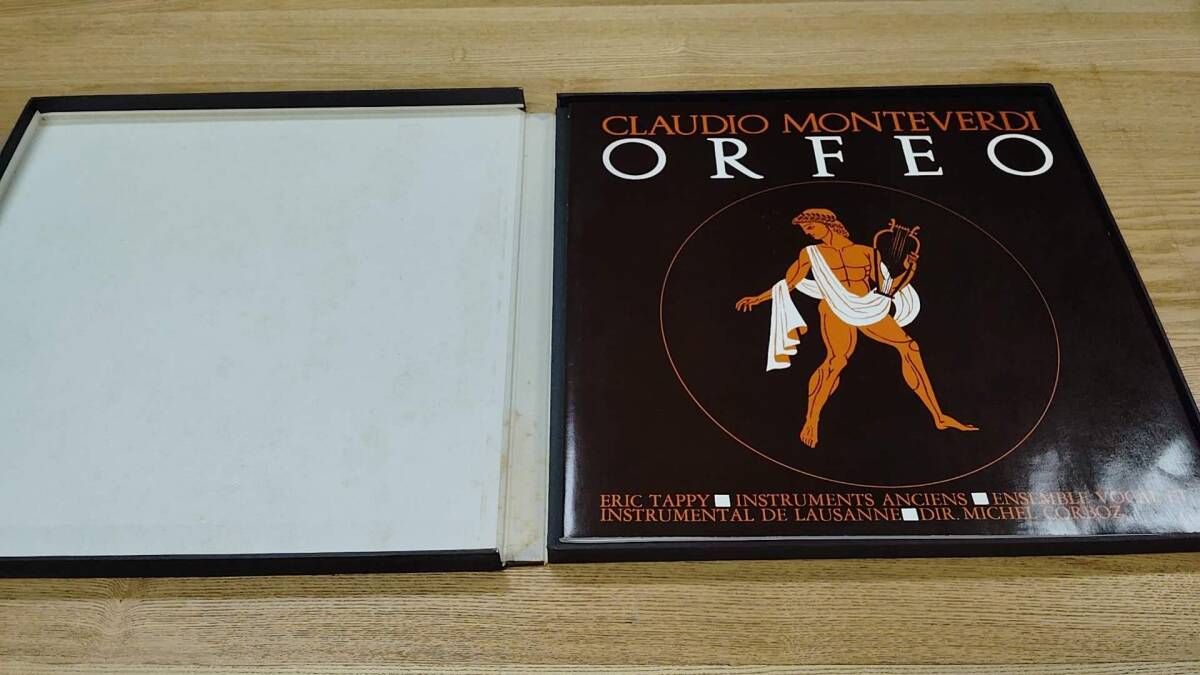 CLAUDIO MONTEVERDI
ORFEO
ERIC TAPPY ■ INSTRUMENTS ANCIENS ■ ENSEMBLE VOCAL ET
INSTRUMENTAL DE LAUSANNE ■ DIR. MICHEL CORBOZ